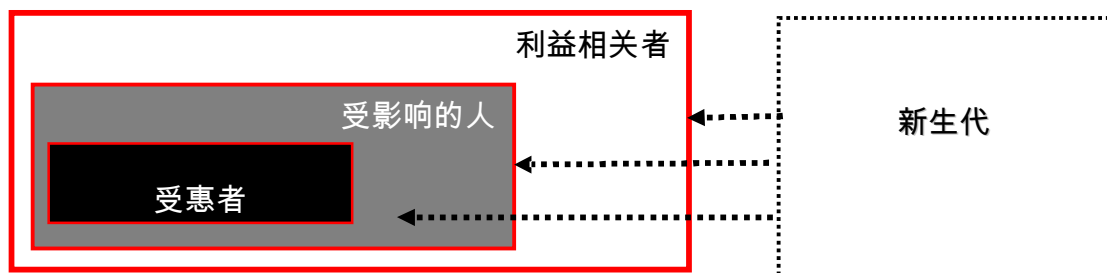 利益相关者
受影响的人
新生代
受惠者